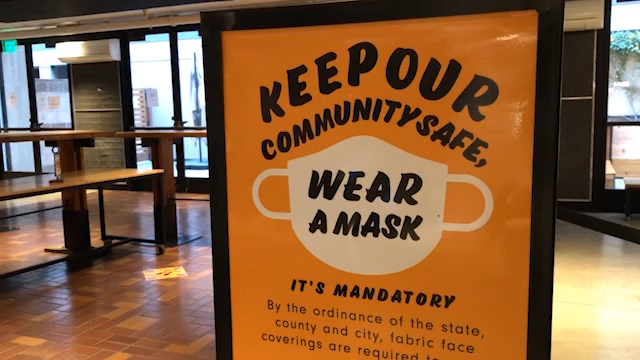 KEEP OUR
COMMUNITY SAFE,
WEAR
A MASK
IT'S MANDATORY
By the ordinance of the state,
county and city, fabric face
coverings are required